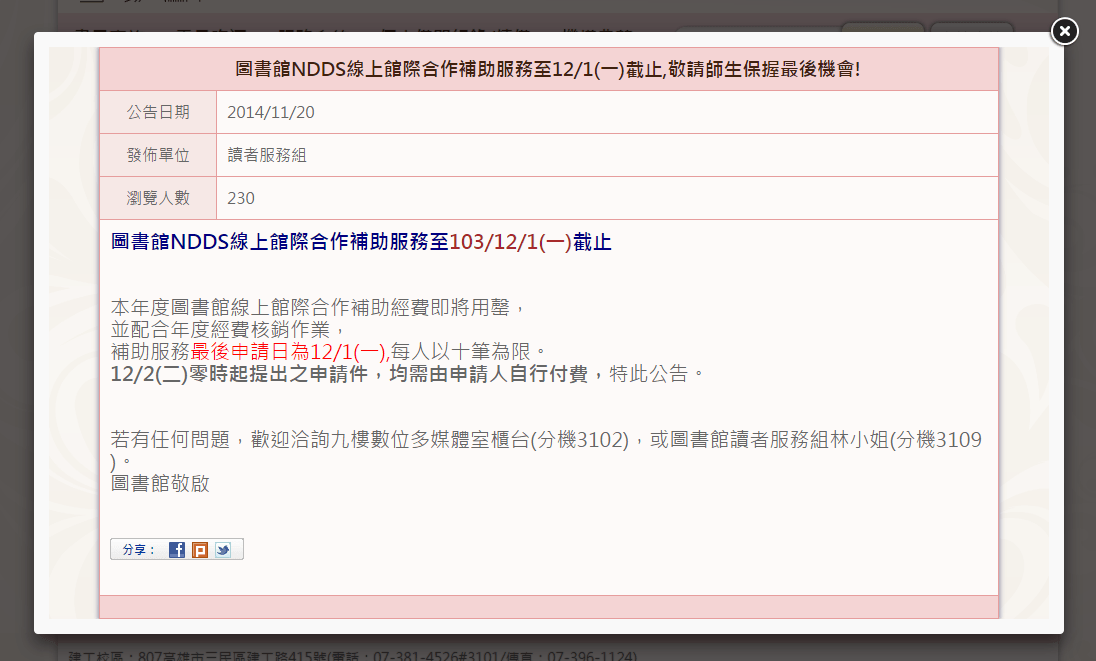 圖書館NDDS線上館際合作補助服務至12/1(一)截止,敬請師生保握最後機會!
公告日期 2014/11/20
發佈單位 讀者服務組
瀏覽人數 230
圖書館NDDS線上館際合作補助服務至103/12/1(一)截止
本年度圖書館線上館際合作補助經費即將用罄，
並配合年度經費核銷作業，
補助服務最後申請日為12/1(一),每人以十筆為限。
12/2(二)零時起提出之申請件，均需由申請人自行付費，特此公告。
若有任何問題，歡迎洽詢九樓數位多媒體室櫃台(分機3102)，或圖書館讀者服務組林小姐(分機3109
)。
圖書館敬啟
分享：
建工校區：807高雄市三民區建工路415號(電話：07-381-4526#3101/傳真：07-396-1124)